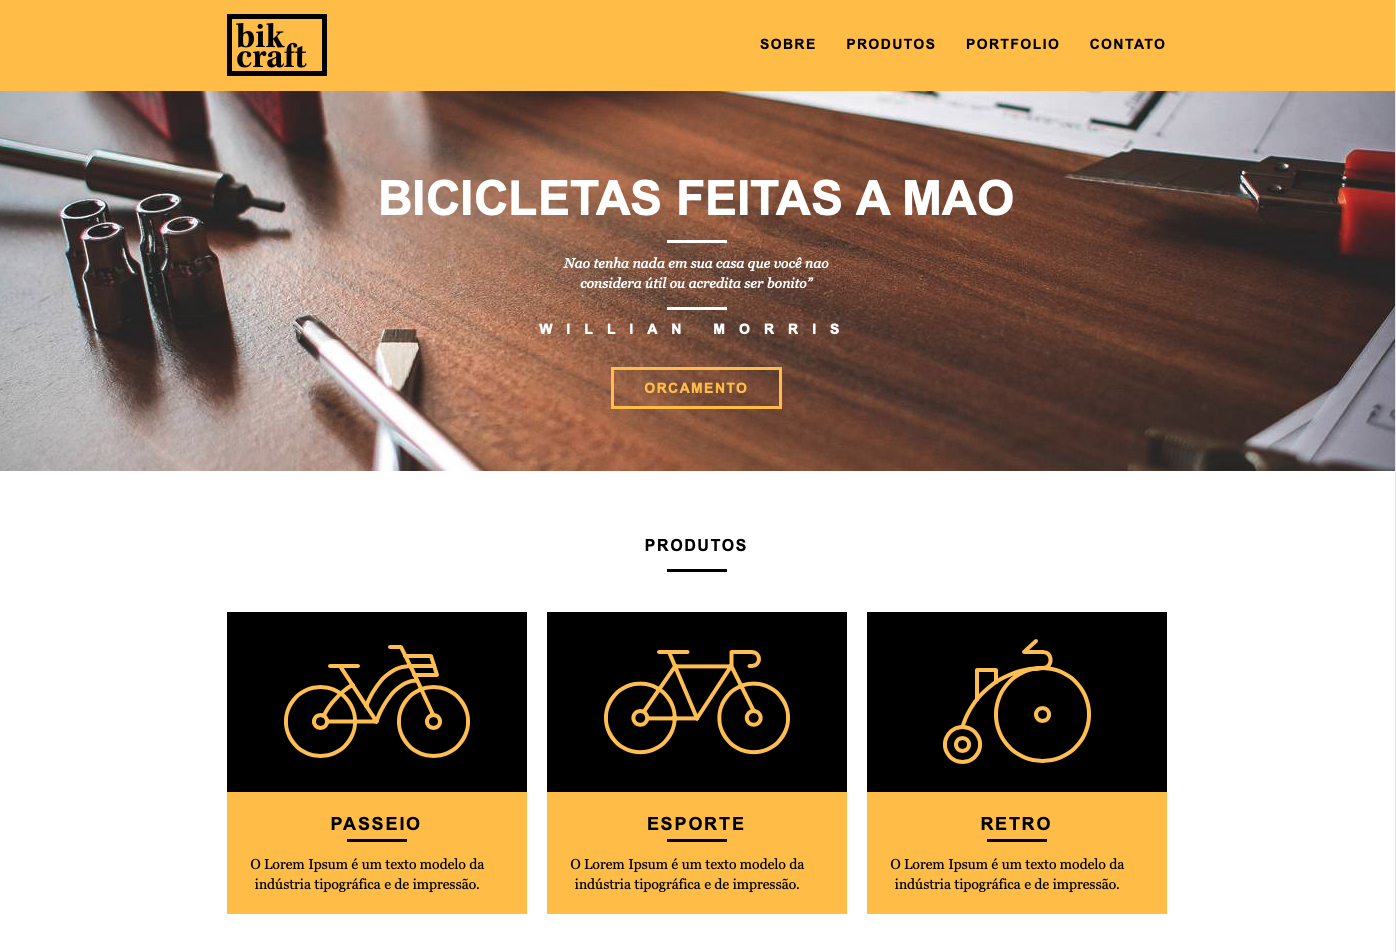 bik
craft
SOBRE PRODUTOS PORTFOLIO CONTATO
BICICLETAS FEITAS A MAO
Nao tenha nada em sua casa que você nao
considera útil ou acredita ser bonito”
WILLIAN MORRIS
ORCAMENTO
PRODUTOS
PASSEIO
O Lorem Ipsum é um texto modelo da
indústria tipográfica e de impressão.
ESPORTE
O Lorem Ipsum é um texto modelo da
indústria tipográfica e de impressão.
RETRO
O Lorem Ipsum é um texto modelo da
indústria tipográfica e de impressão.